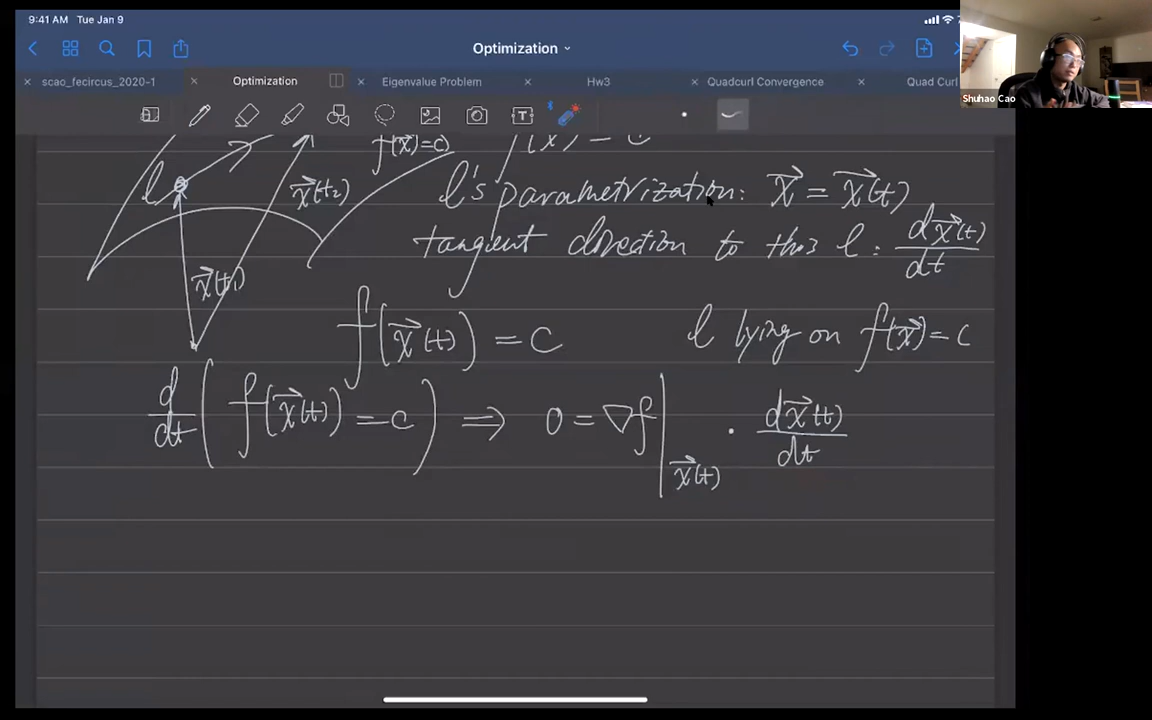 9:41 AM Tue Jan 9
Optimization
scao_fecircus_2020-1
Optimization
Eigenvalue Problem
Hw3
Quadcurl Convergence
Quad Curl
Shuhao Cao
f(x⃗)=c
f(x⃗) = C
l
x⃗(t₂)
l's parametrization: x⃗ = x⃗(t)
tangent direction to this l : dx⃗(t)/dt
x⃗(t₁)
f(x⃗(t)) = C
l lying on f(x⃗)=C
d/dt ( f(x⃗(t)) = c ) ⟹ 0 = ∇f |x⃗(t) · dx⃗(t)/dt